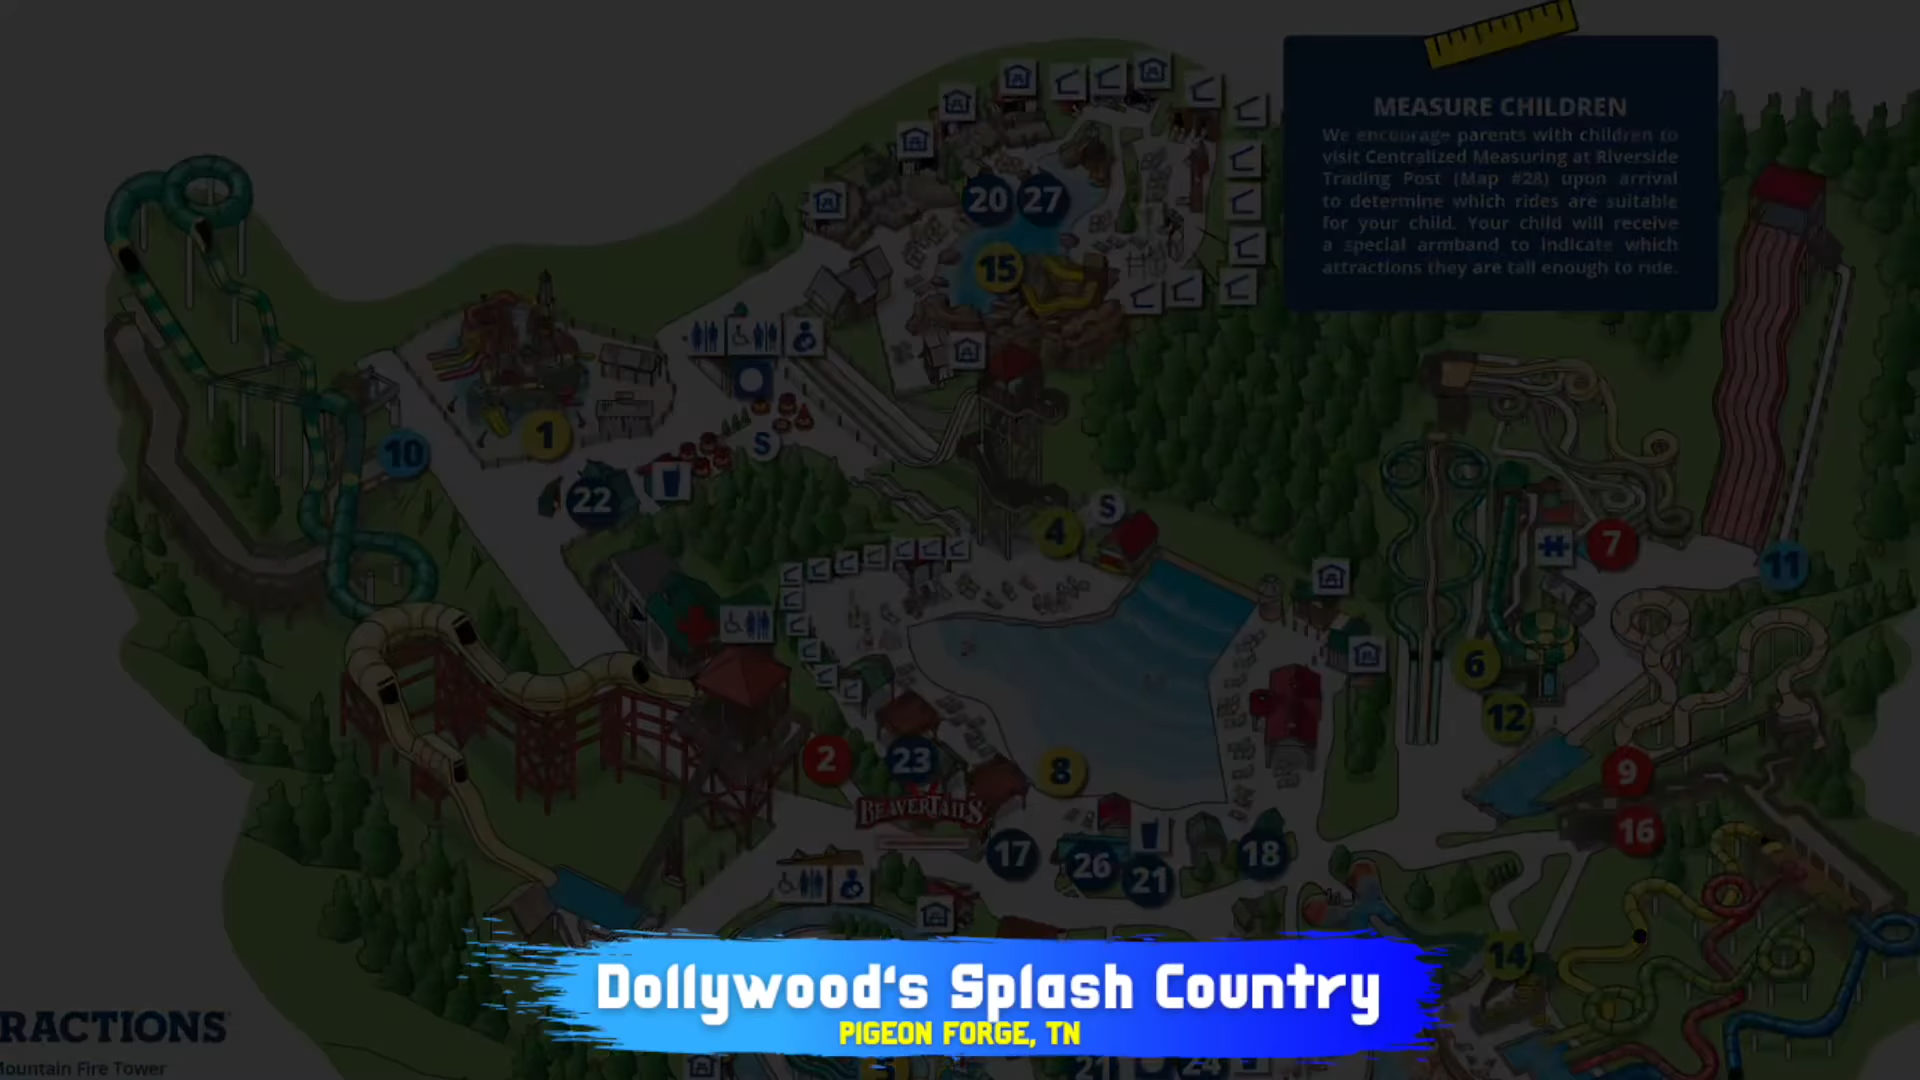 MEASURE CHILDREN
We encourage parents with children to
visit Centralized Measuring at Riverside
Trading Post (Map #28) upon arrival
to determine which rides are suitable
for your child. Your child will receive
a special armband to indicate which
attractions they are tall enough to ride.
20 27
15
1
10
S
22
4
S
7
11
6
12
2
23
8
9
BEAVERTAILS
16
17
26
21
18
14
Dollywood's Splash Country
PIGEON FORGE, TN
RACTIONS
Mountain Fire Tower
21
24